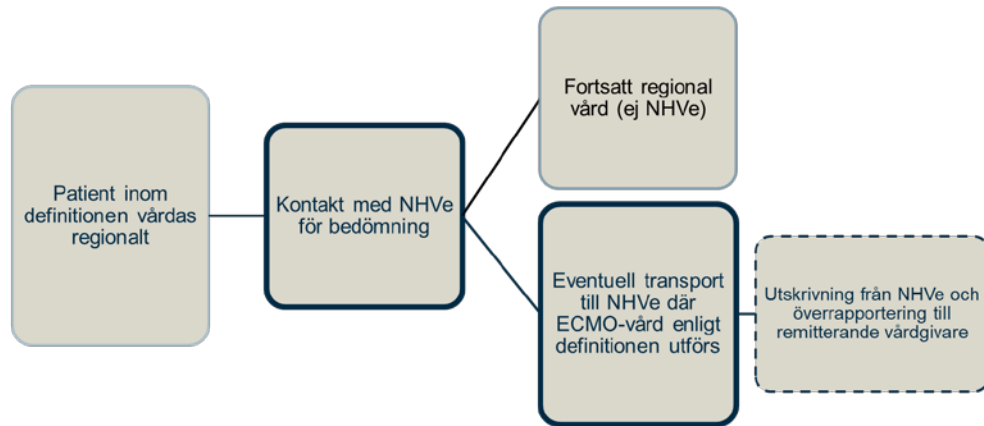 Patient inom
definitionen vårdas
regionalt
Kontakt med NHVe
för bedömning
Fortsatt regional
vård (ej NHVe)
Eventuell transport
till NHVe där
ECMO-vård enligt
definitionen utförs
Utskrivning från NHVe och
överrapportering till
remitterande vårdgivare